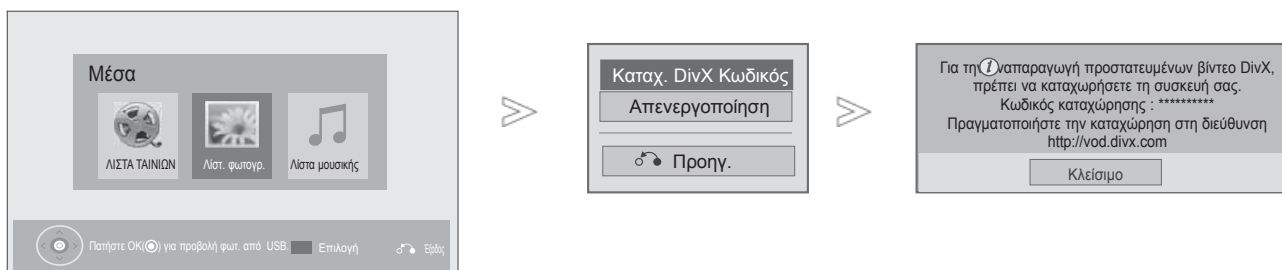 Μέσα
ΛΙΣΤΑ ΤΑΙΝΙΩΝ
Λίστ. φωτογρ.
Λίστα μουσικής
Πατήστε OK(◉) για προβολή φωτ. από USB. Επιλογή Έξοδος
Καταχ. DivX Κωδικός
Απενεργοποίηση
Προηγ.
Για την αναπαραγωγή προστατευμένων βίντεο DivX,
πρέπει να καταχωρήσετε τη συσκευή σας.
Κωδικός καταχώρησης : **********
Πραγματοποιήστε την καταχώρηση στη διεύθυνση
http://vod.divx.com
Κλείσιμο